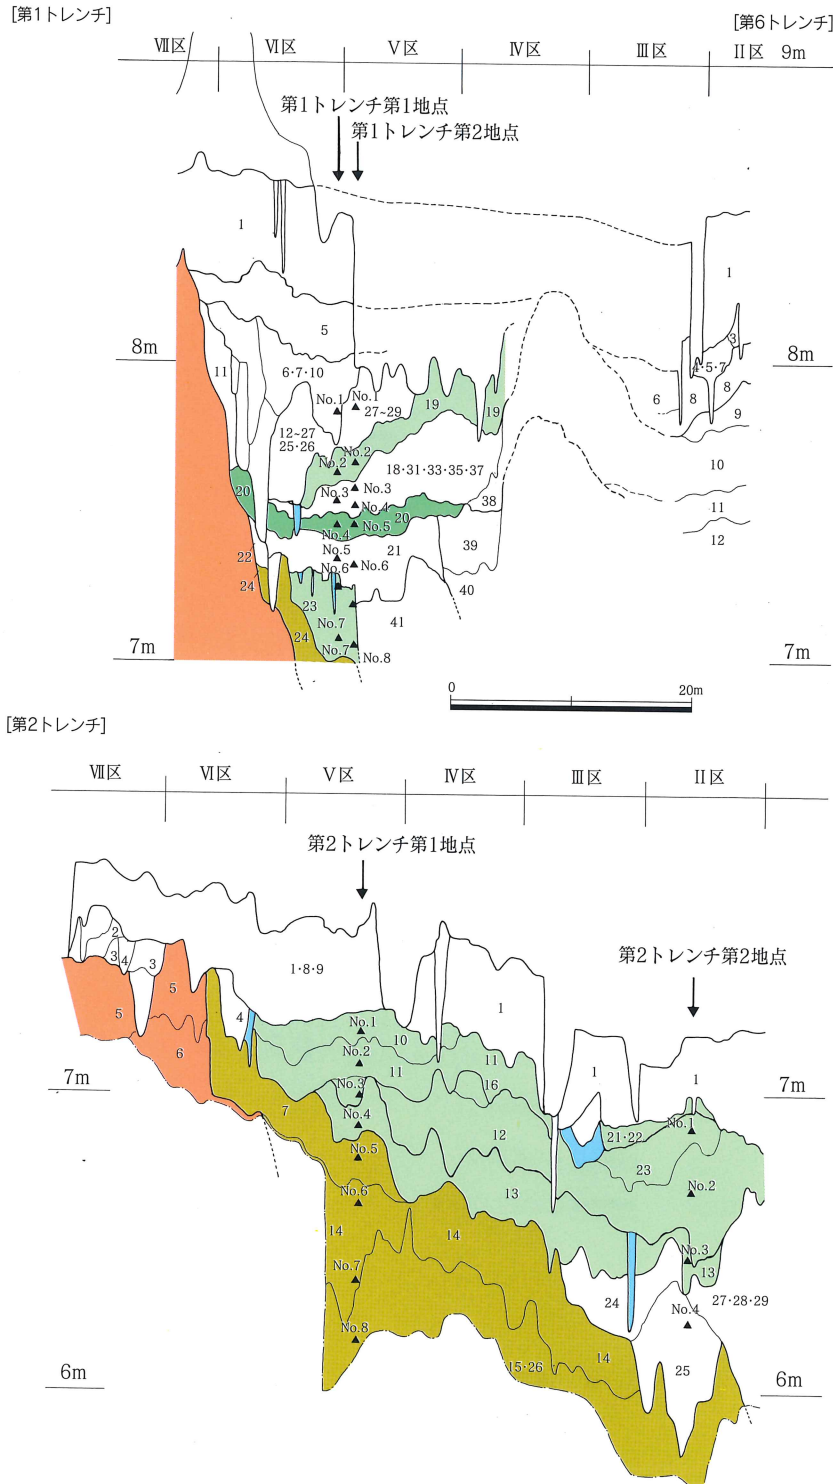 [第1トレンチ]
[第6トレンチ]
Ⅶ区 Ⅵ区 Ⅴ区 Ⅳ区 Ⅲ区 Ⅱ区 9m
第1トレンチ第1地点
第1トレンチ第2地点
1
1
5
3
8m
8m
4·5·7
11
6·7·10
6
8
8
9
No.1
No.1
27~29
19
19
12~27
25·26
10
No.2
No.2
18·31·33·35·37
20
No.3
No.3
38
11
No.4
20
12
No.4
No.5
22
No.5
21
39
24
No.6
No.6
40
23
41
24
No.7
7m
No.7
No.8
7m
0
20m
[第2トレンチ]
Ⅶ区 Ⅵ区 Ⅴ区 Ⅳ区 Ⅲ区 Ⅱ区
第2トレンチ第1地点
第2トレンチ第2地点
2
3
4
3
1·8·9
5
5
4
1
No.1
10
6
No.2
11
11
16
1
1
7m
7m
7
No.3
No.4
12
21·22
No.1
No.5
23
No.6
13
No.2
14
14
No.3
13
No.7
24
27·28·29
No.4
No.8
14
15·26
25
6m
6m